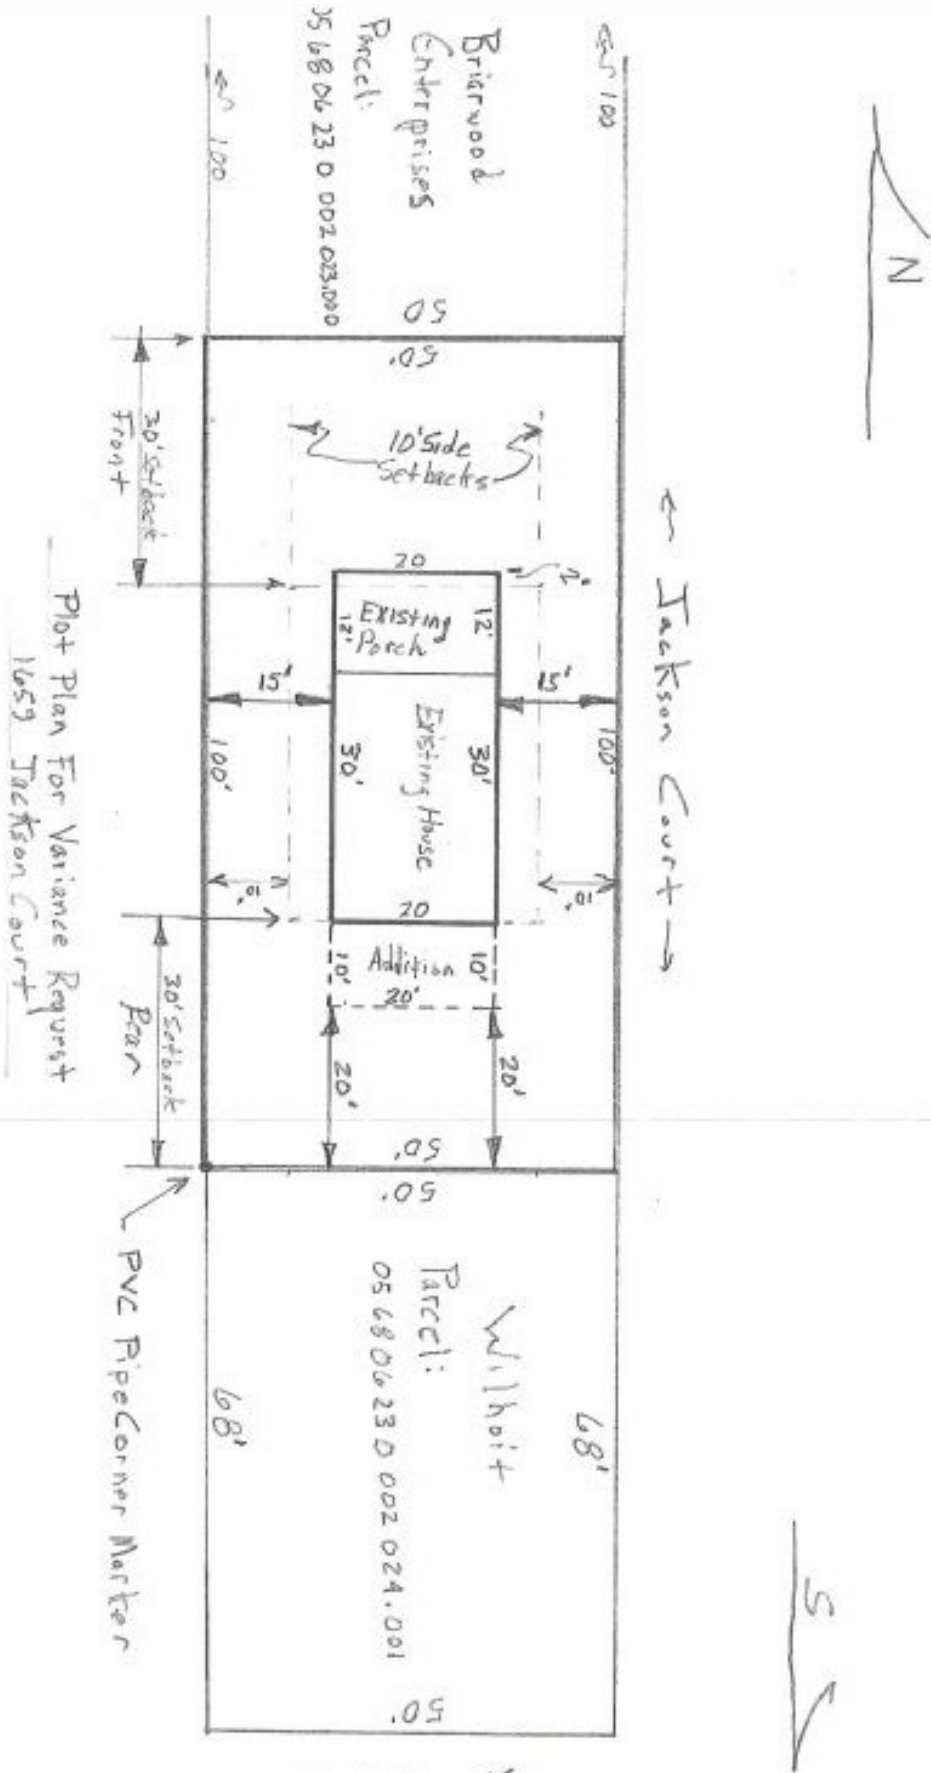 N
S
← Jackson Court →
← 100
Briarwood
Enterprises
Parcel:
05 68 06 23 0 002 023.000
← 100
50
50.
10' Side
Setbacks
2'
20
12'
Existing
Porch
12'
15'
15'
Existing House
30'
30'
100'
100'
10'
10'
20
10'
Addition
10'
20'
20'
20'
50.
50.
30' setback
Front
30' setback
Rear
Wilhoit
Parcel:
05 68 06 23 0 002 024.001
68'
68'
50.
PVC Pipe Corner Marker
Plot Plan For Variance Request
1659 Jackson Court